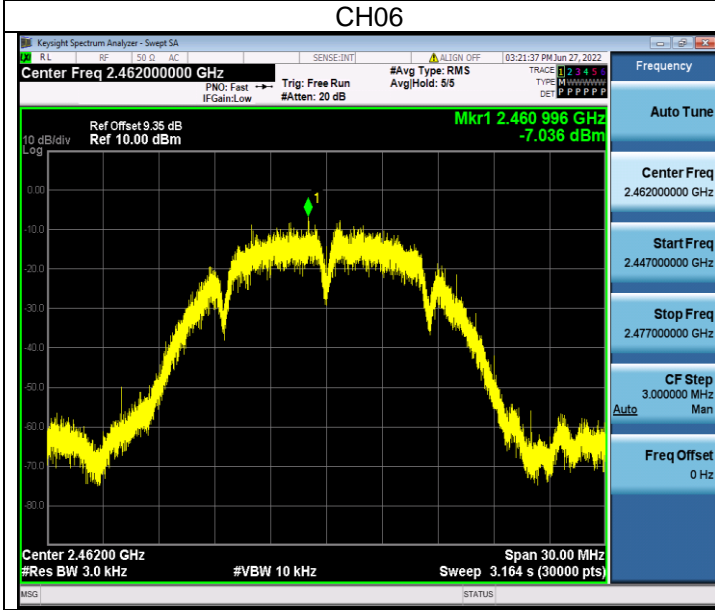 CH06
Keysight Spectrum Analyzer - Swept SA
RL RF 50 Ω AC SENSE:INT ALIGN OFF 03:21:37 PM Jun 27, 2022
Center Freq 2.462000000 GHz
PNO: Fast
IFGain:Low
Trig: Free Run
#Atten: 20 dB
#Avg Type: RMS
Avg|Hold: 5/5
TRACE 1 2 3 4 5 6
TYPE M W W W W W
DET P P P P P P
Ref Offset 9.35 dB
10 dB/div Ref 10.00 dBm
Log
Mkr1 2.460 996 GHz
-7.036 dBm
1
0.00
-10.0
-20.0
-30.0
-40.0
-50.0
-60.0
-70.0
-80.0
Center 2.46200 GHz
Span 30.00 MHz
#Res BW 3.0 kHz
#VBW 10 kHz
Sweep 3.164 s (30000 pts)
MSG
STATUS
Frequency
Auto Tune
Center Freq
2.462000000 GHz
Start Freq
2.447000000 GHz
Stop Freq
2.477000000 GHz
CF Step
3.000000 MHz
Auto Man
Freq Offset
0 Hz